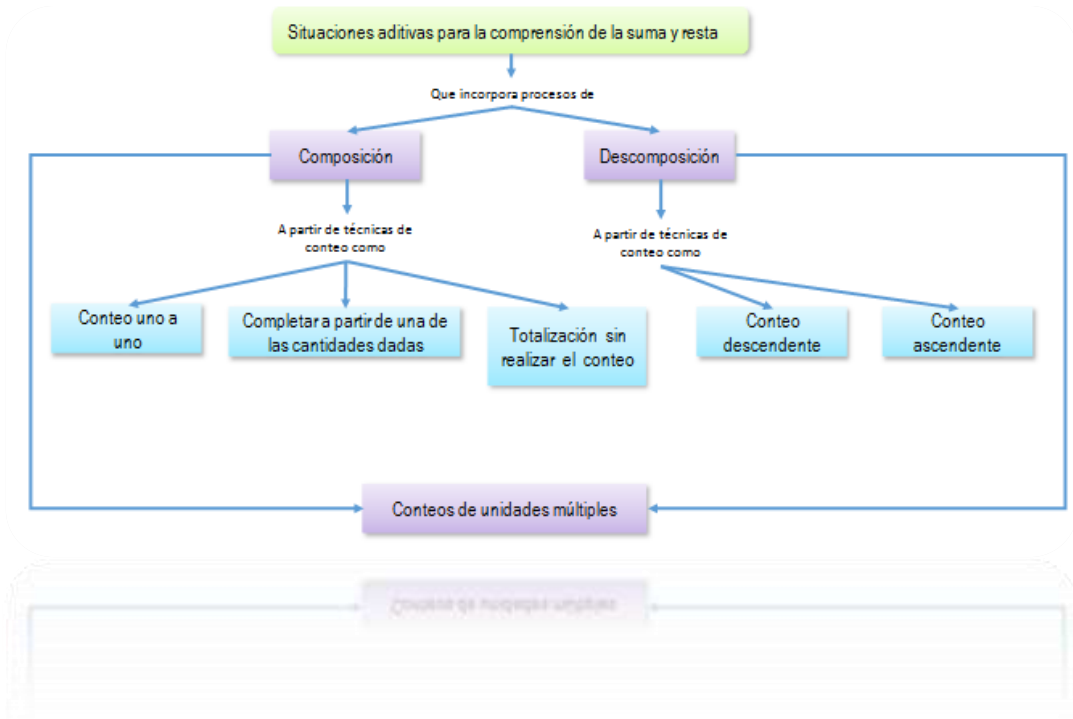 Situaciones aditivas para la comprensión de la suma y resta
Que incorpora procesos de
Composición
Descomposición
A partir de técnicas de
conteo como
A partir de técnicas de
conteo como
Conteo uno a
uno
Completar a partir de una de
las cantidades dadas
Totalización sin
realizar el conteo
Conteo
descendente
Conteo
ascendente
Conteos de unidades múltiples